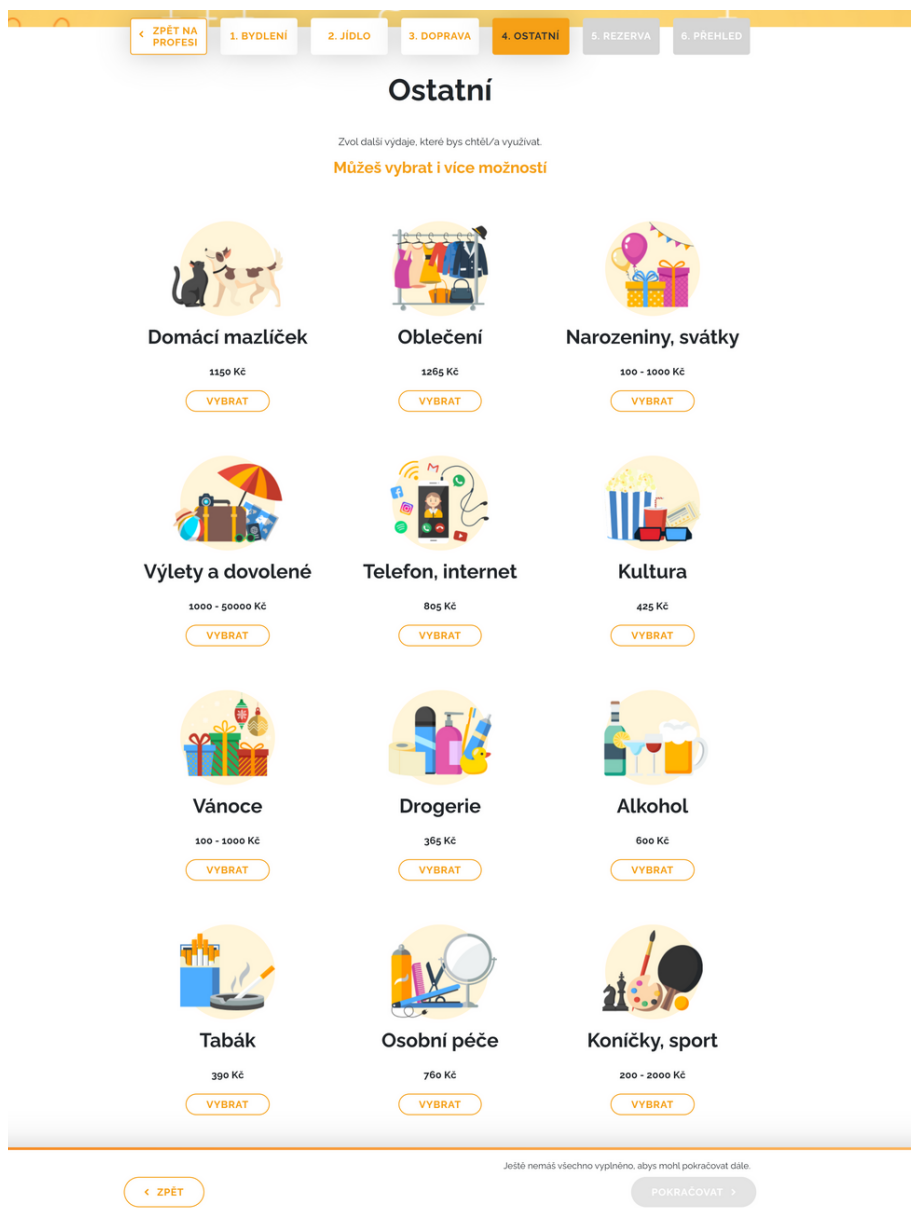 ZPĚT NA
PROFESI
1. BYDLENÍ
2. JÍDLO
3. DOPRAVA
4. OSTATNÍ
5. REZERVA
6. PŘEHLED
Ostatní
Zvol další výdaje, které bys chtěl/a využívat.
Můžeš vybrat i více možností
Domácí mazlíček
1150 Kč
VYBRAT
Oblečení
1265 Kč
VYBRAT
Narozeniny, svátky
100 - 1000 Kč
VYBRAT
Výlety a dovolené
1000 - 50000 Kč
VYBRAT
Telefon, internet
805 Kč
VYBRAT
Kultura
425 Kč
VYBRAT
Vánoce
100 - 1000 Kč
VYBRAT
Drogerie
365 Kč
VYBRAT
Alkohol
600 Kč
VYBRAT
Tabák
390 Kč
VYBRAT
Osobní péče
760 Kč
VYBRAT
Koníčky, sport
200 - 2000 Kč
VYBRAT
Ještě nemáš všechno vyplněno, abys mohl pokračovat dále.
ZPĚT
POKRAČOVAT